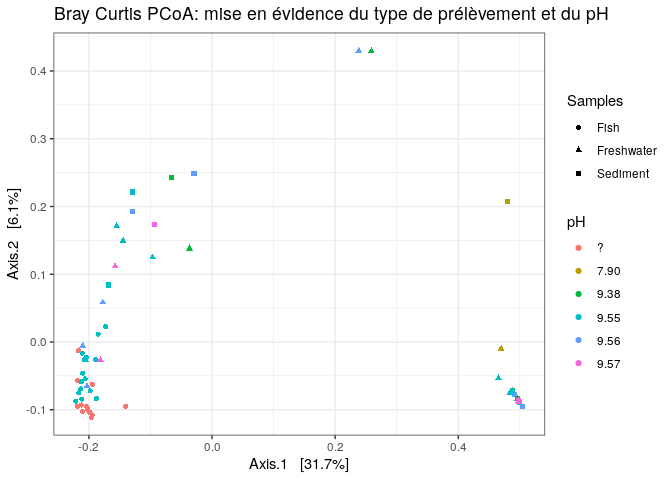 Bray Curtis PCoA: mise en évidence du type de prélèvement et du pH
0.4
0.3
0.2
0.1
0.0
-0.1
Axis.2 [6.1%]
-0.2
0.0
0.2
0.4
Axis.1 [31.7%]
Samples
Fish
Freshwater
Sediment
pH
?
7.90
9.38
9.55
9.56
9.57